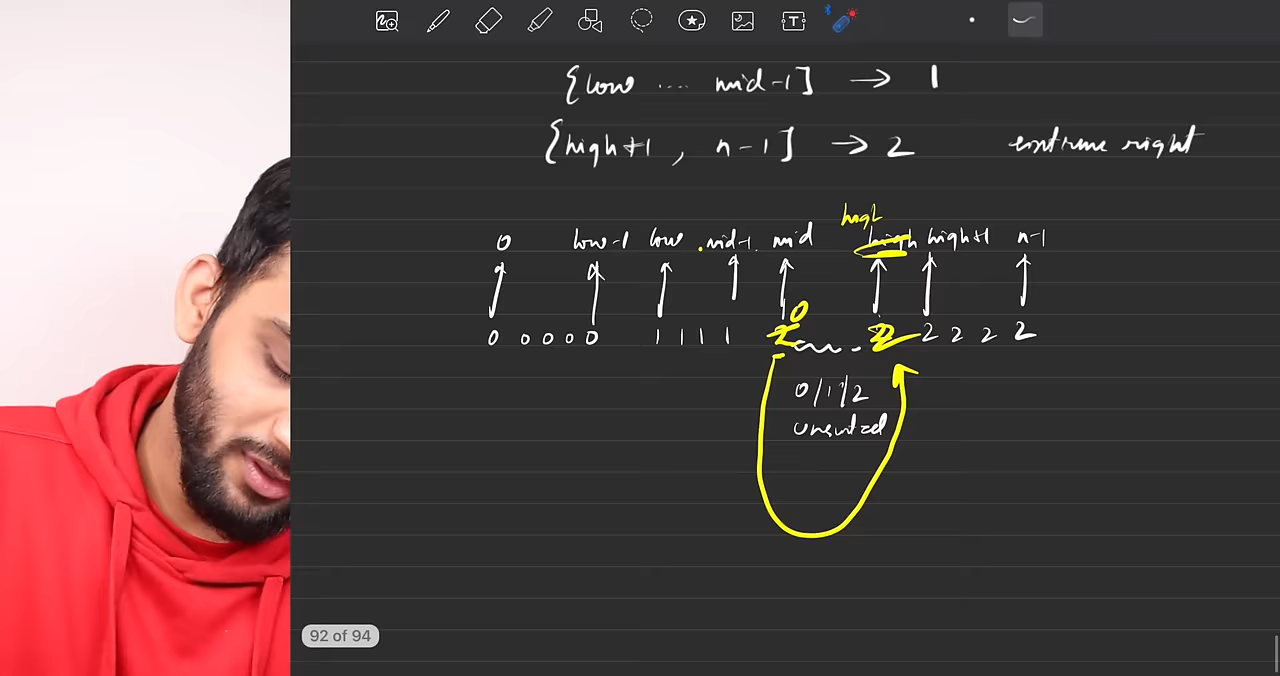 [low .... mid-1] → 1
[high+1, n-1] → 2 extreme right
high
0 low-1 low mid-1 mid high high+1 n-1
0
0 0 0 0 0 1 1 1 1 2 2 2 2 2 2
0/1/2
unsorted
92 of 94